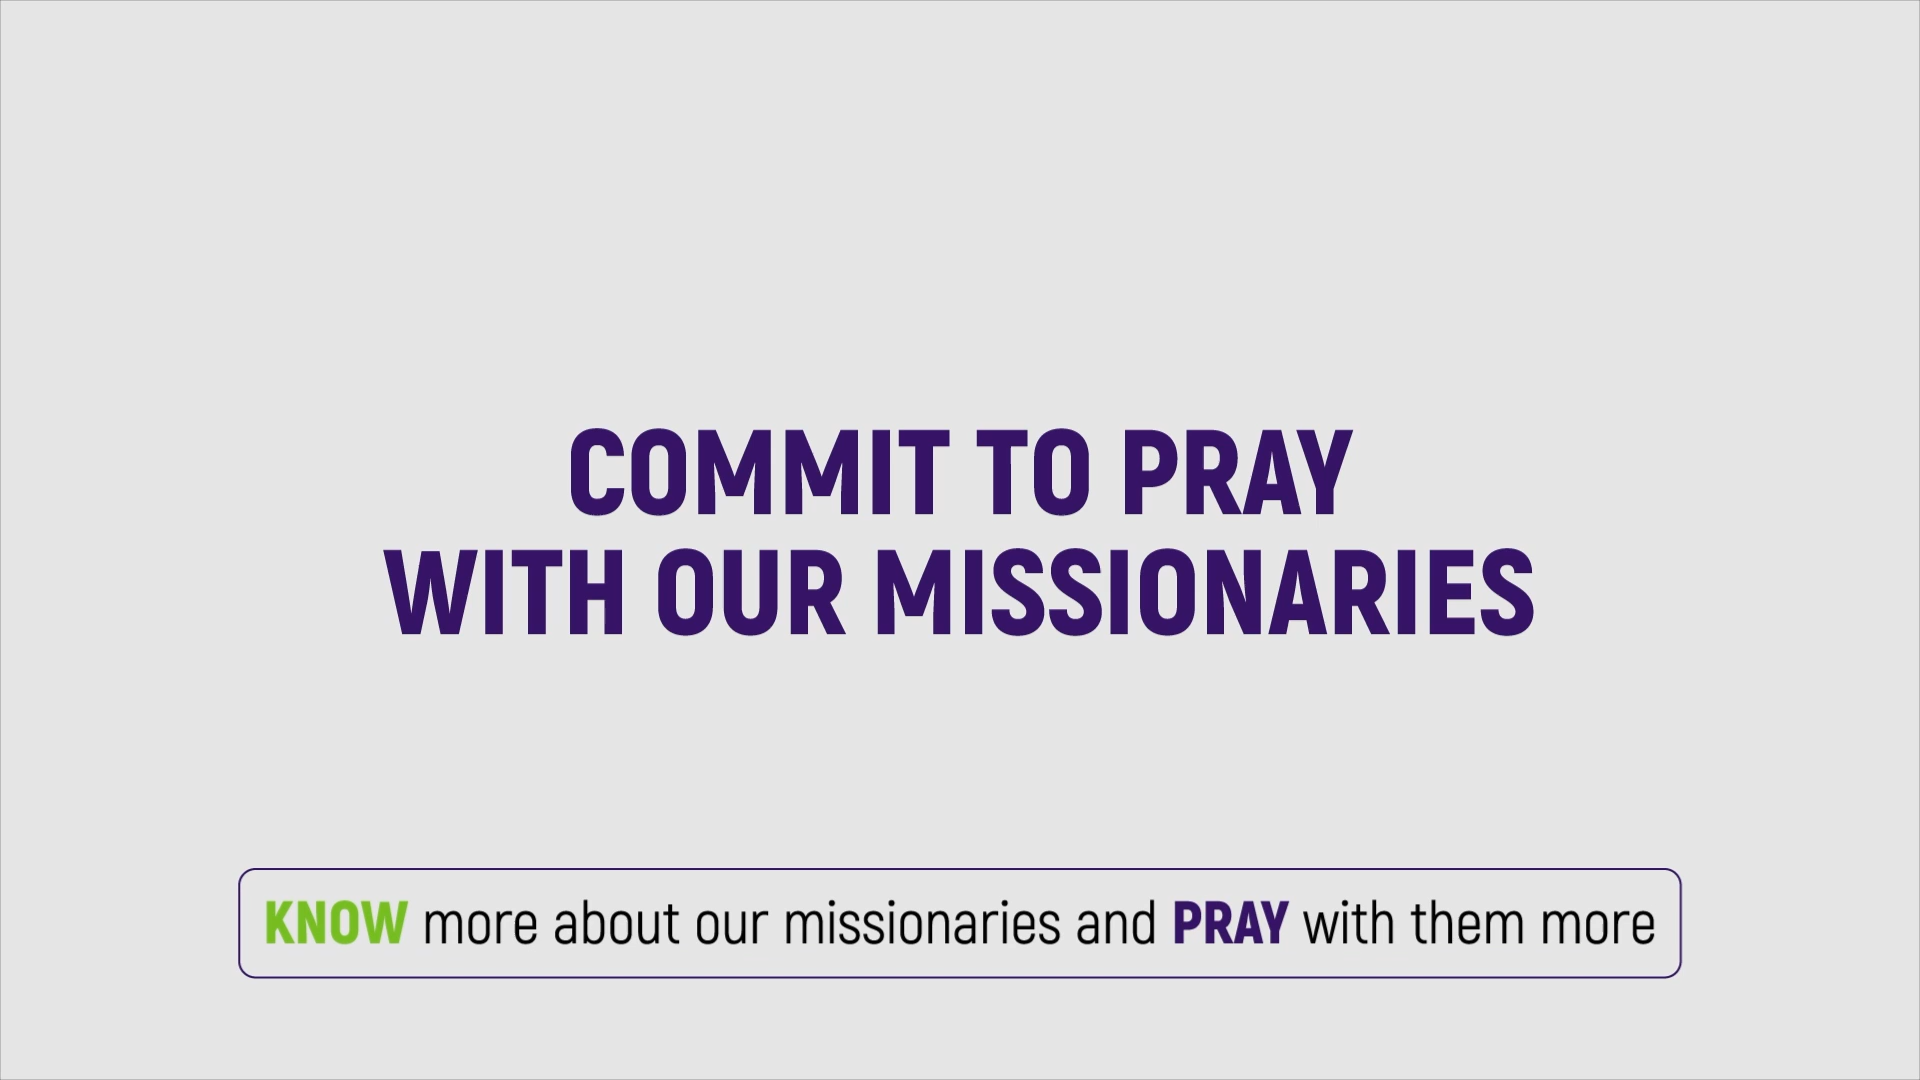 COMMIT TO PRAY
WITH OUR MISSIONARIES
KNOW more about our missionaries and PRAY with them more